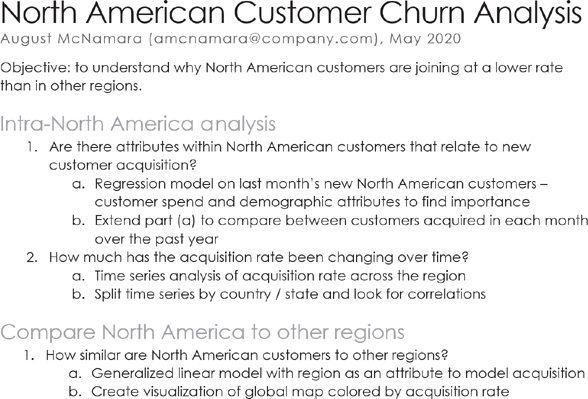 North American Customer Churn Analysis
August McNamara (amcnamara@company.com), May 2020
Objective: to understand why North American customers are joining at a lower rate
than in other regions.
Intra-North America analysis
1. Are there attributes within North American customers that relate to new
customer acquisition?
a. Regression model on last month's new North American customers –
customer spend and demographic attributes to find importance
b. Extend part (a) to compare between customers acquired in each month
over the past year
2. How much has the acquisition rate been changing over time?
a. Time series analysis of acquisition rate across the region
b. Split time series by country / state and look for correlations
Compare North America to other regions
1. How similar are North American customers to other regions?
a. Generalized linear model with region as an attribute to model acquisition
b. Create visualization of global map colored by acquisition rate